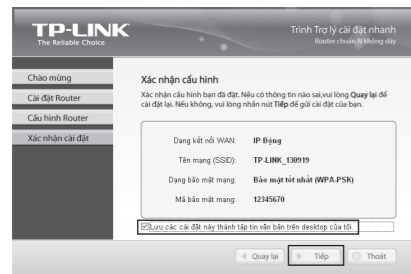 TP-LINK
The Reliable Choice
Trình Trợ lý cài đặt nhanh
Router chuẩn N không dây
Chào mừng
Cài đặt Router
Cấu hình Router
Xác nhận cài đặt
Xác nhận cấu hình
Xác nhận cấu hình bạn đã đặt. Nếu có thông tin nào sai,vui lòng Quay lại để
cài đặt lại. Nếu không, vui lòng nhấn nút Tiếp để gửi cài đặt của bạn.
Dạng kết nối WAN: IP Động
Tên mạng (SSID): TP-LINK_130919
Dạng bảo mật mạng: Bảo mật tốt nhất (WPA-PSK)
Mã bảo mật mạng: 12345670
Lưu các cài đặt này thành tập tin văn bản trên desktop của tôi.
Quay lại
Tiếp
Thoát